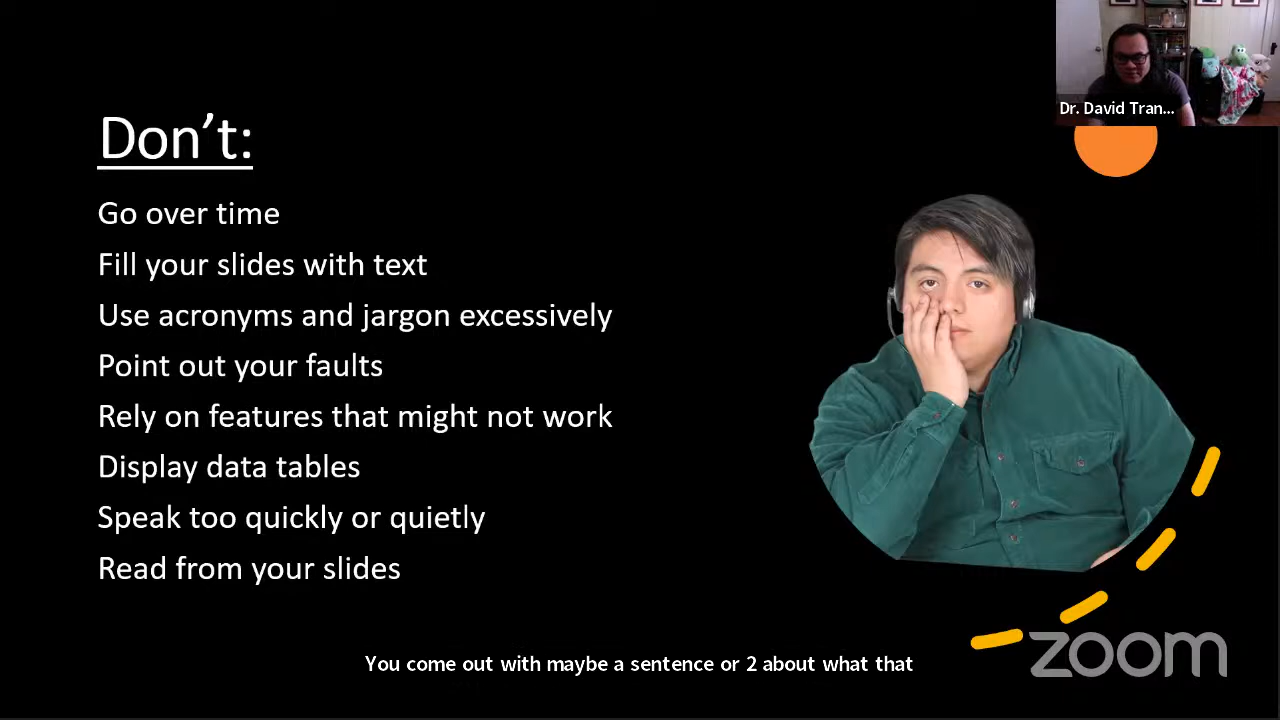 Dr. David Tran...
Don’t:
Go over time
Fill your slides with text
Use acronyms and jargon excessively
Point out your faults
Rely on features that might not work
Display data tables
Speak too quickly or quietly
Read from your slides
You come out with maybe a sentence or 2 about what that
zoom